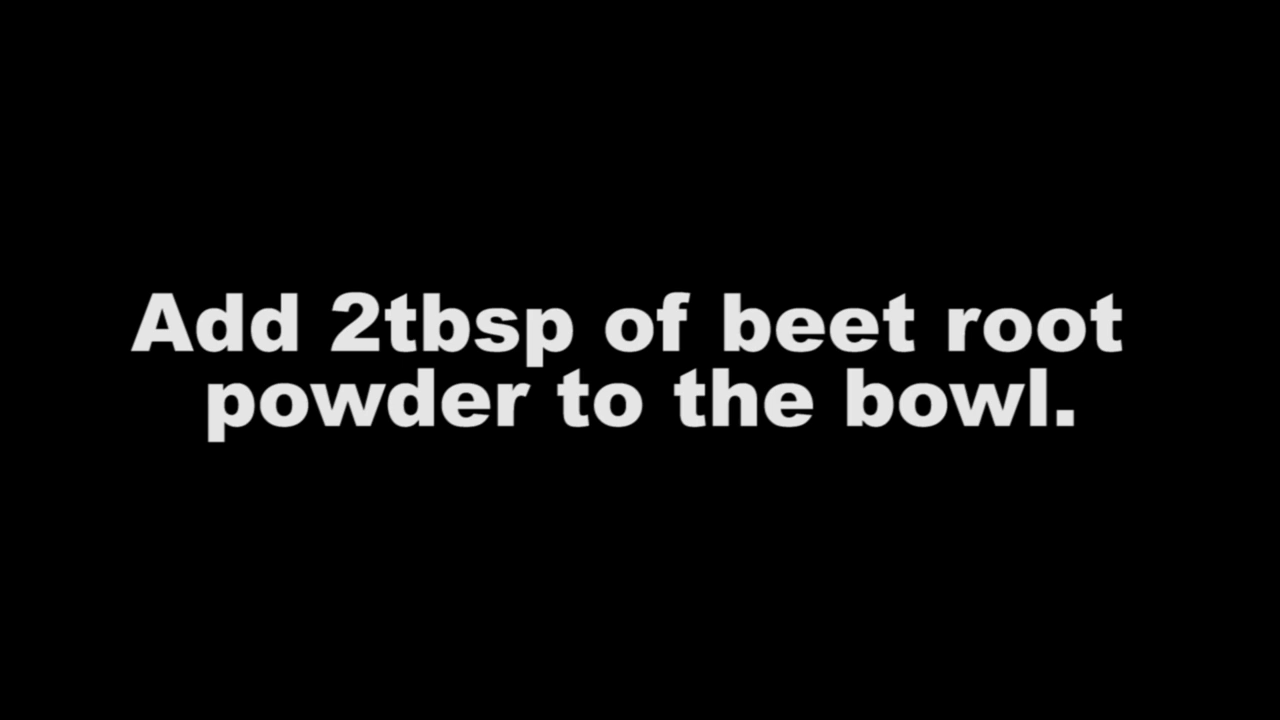 Add 2tbsp of beet root
powder to the bowl.